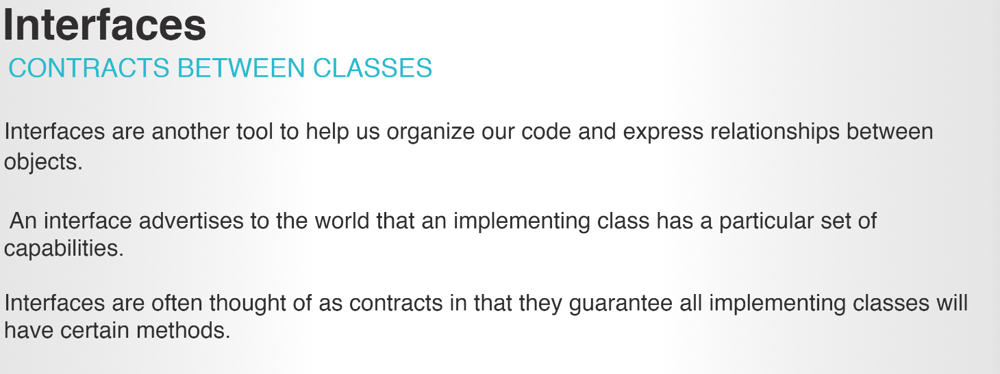 Interfaces
CONTRACTS BETWEEN CLASSES
Interfaces are another tool to help us organize our code and express relationships between
objects.
An interface advertises to the world that an implementing class has a particular set of
capabilities.
Interfaces are often thought of as contracts in that they guarantee all implementing classes will
have certain methods.